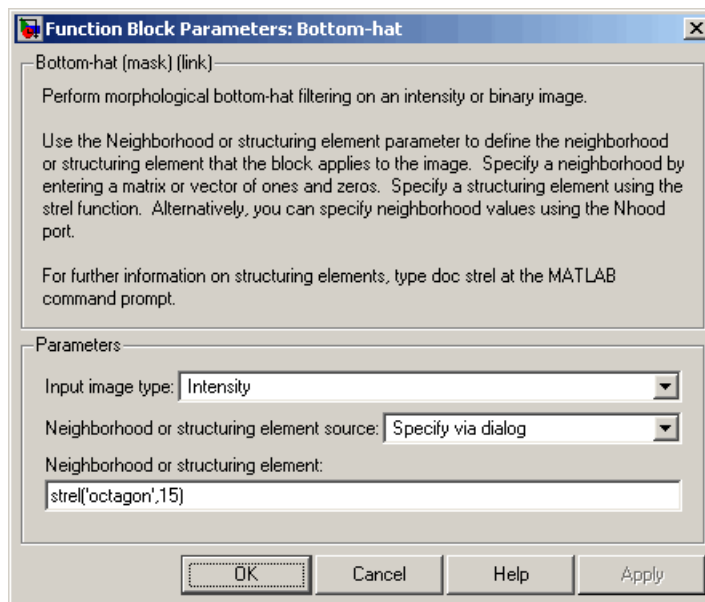 Function Block Parameters: Bottom-hat
Bottom-hat (mask) (link)
Perform morphological bottom-hat filtering on an intensity or binary image.
Use the Neighborhood or structuring element parameter to define the neighborhood
or structuring element that the block applies to the image.  Specify a neighborhood by
entering a matrix or vector of ones and zeros.  Specify a structuring element using the
strel function.  Alternatively, you can specify neighborhood values using the Nhood
port.
For further information on structuring elements, type doc strel at the MATLAB
command prompt.
Parameters
Input image type: Intensity
Neighborhood or structuring element source: Specify via dialog
Neighborhood or structuring element:
strel('octagon',15)
OK Cancel Help Apply